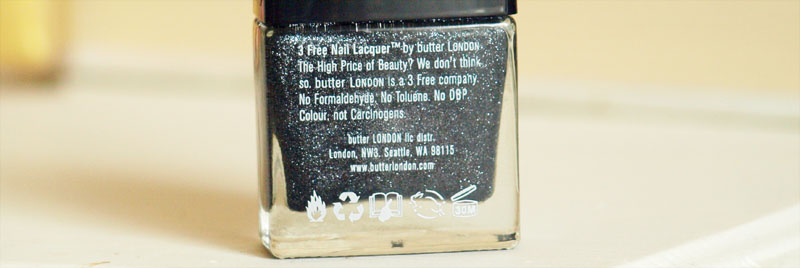 3 Free Nail Lacquer™ by butter LONDON.
The High Price of Beauty? We don't think
so. butter LONDON is a 3 Free company.
No Formaldehyde. No Toluene. No DBP.
Colour, not Carcinogens.
butter LONDON llc distr.
London, NW3. Seattle, WA 98115
www.butterlondon.com
30M